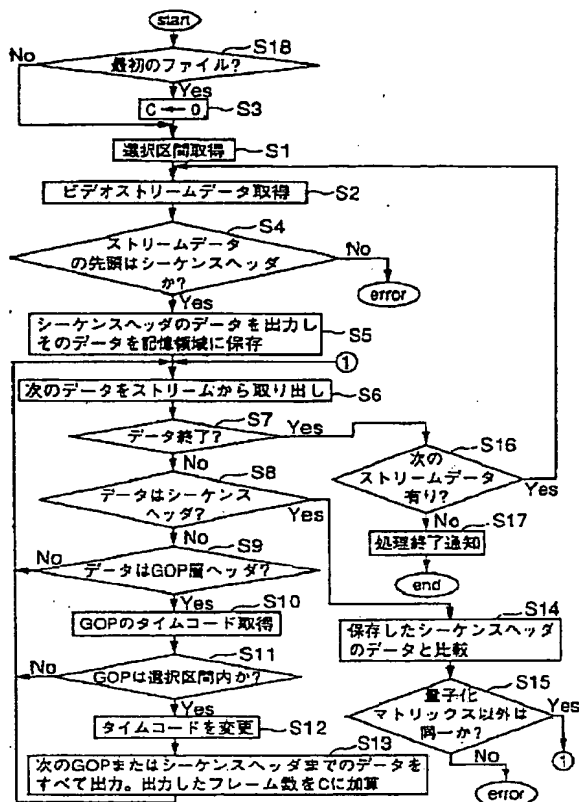 start
S18
No
最初のファイル?
Yes
C ← 0
S3
選択区間取得
S1
ビデオストリームデータ取得
S2
S4
ストリームデータ
の先頭はシーケンスヘッダ
か?
No
error
Yes
シーケンスヘッダのデータを出力し
そのデータを記憶領域に保存
S5
①
次のデータをストリームから取り出し
S6
S7
データ終了?
Yes
No
S16
次の
ストリームデータ
有り?
Yes
S8
データはシーケンス
ヘッダ?
Yes
No
No
S17
処理終了通知
end
S9
No
データはGOP層ヘッダ?
Yes
S10
GOPのタイムコード取得
S14
保存したシーケンスヘッダ
のデータと比較
S11
No
GOPは選択区間内か?
Yes
S15
量子化
マトリックス以外は
同一か?
Yes
①
No
error
タイムコードを変更
S12
S13
次のGOPまたはシーケンスヘッダまでのデータを
すべて出力。出力したフレーム数をCに加算